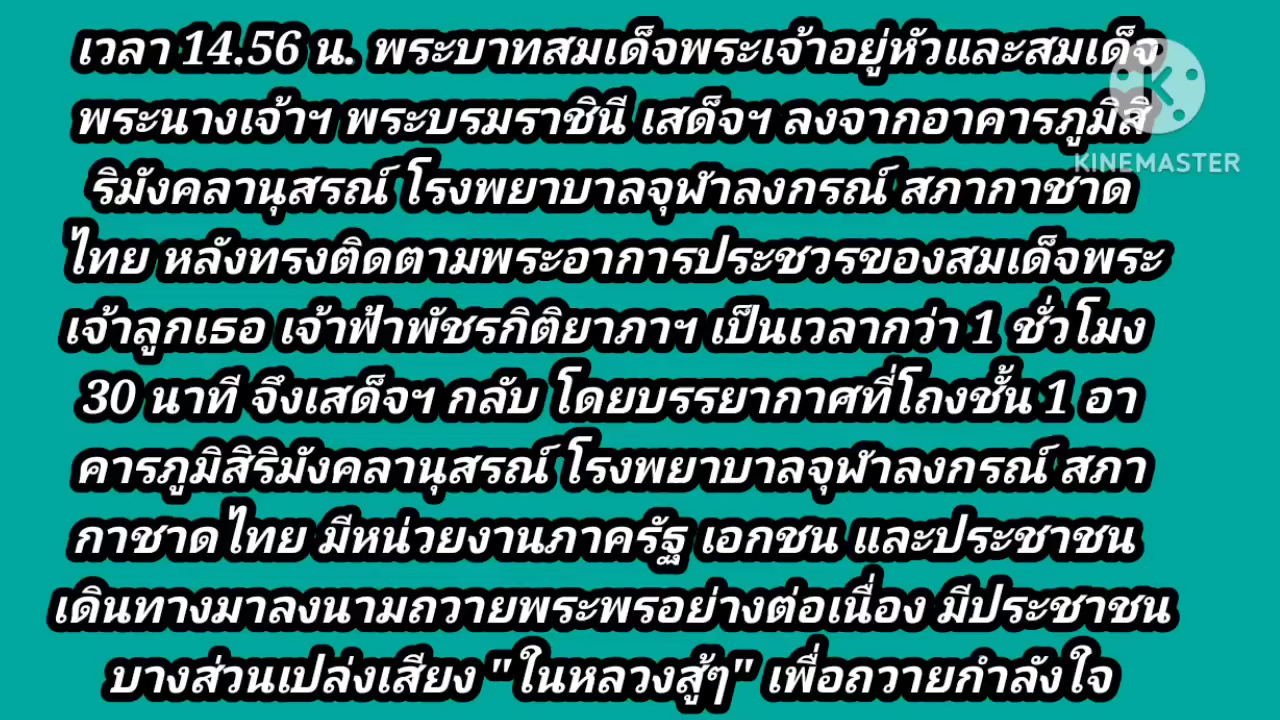 เวลา 14.56 น. พระบาทสมเด็จพระเจ้าอยู่หัวและสมเด็จ
พระนางเจ้าฯ พระบรมราชินี เสด็จฯ ลงจากอาคารภูมิสิ
ริมังคลานุสรณ์ โรงพยาบาลจุฬาลงกรณ์ สภากาชาด
ไทย หลังทรงติดตามพระอาการประชวรของสมเด็จพระ
เจ้าลูกเธอ เจ้าฟ้าพัชรกิติยาภาฯ เป็นเวลากว่า 1 ชั่วโมง
30 นาที จึงเสด็จฯ กลับ โดยบรรยากาศที่โถงชั้น 1 อา
คารภูมิสิริมังคลานุสรณ์ โรงพยาบาลจุฬาลงกรณ์ สภา
กาชาดไทย มีหน่วยงานภาครัฐ เอกชน และประชาชน
เดินทางมาลงนามถวายพระพรอย่างต่อเนื่อง มีประชาชน
บางส่วนเปล่งเสียง "ในหลวงสู้ๆ" เพื่อถวายกำลังใจ
KINEMASTER